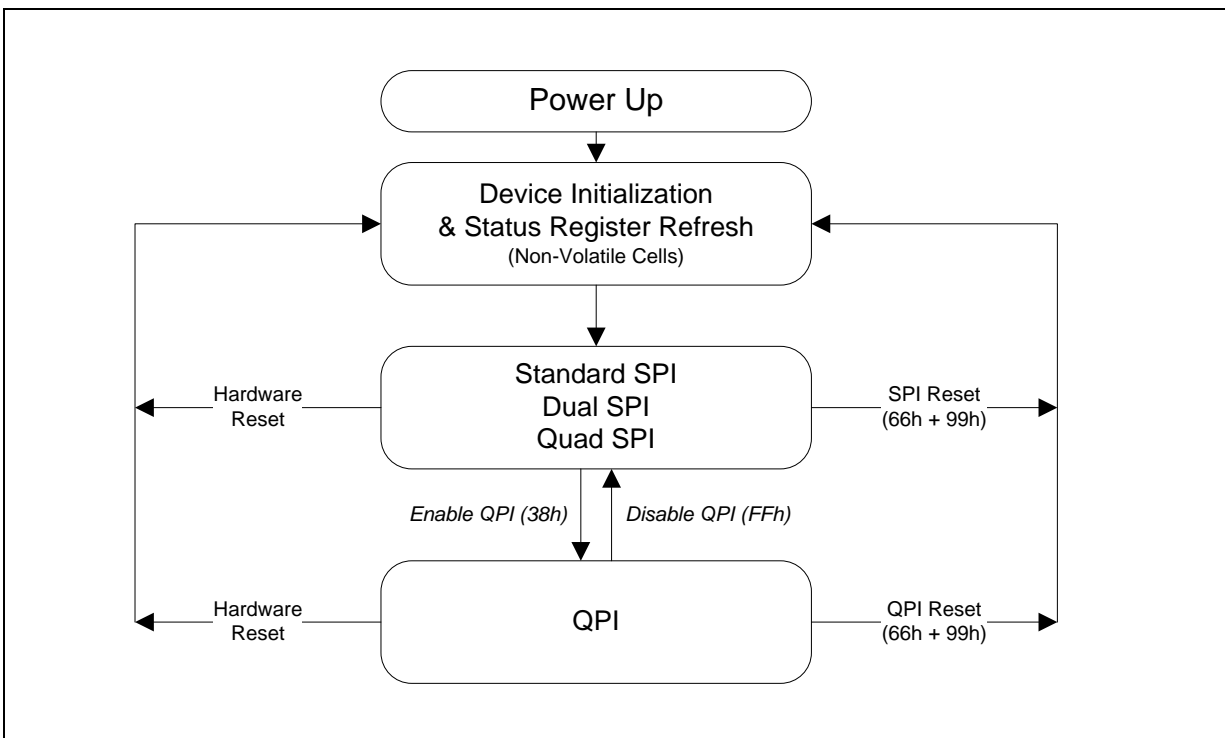 Power Up
Device Initialization
& Status Register Refresh
(Non-Volatile Cells)
Standard SPI
Dual SPI
Quad SPI
Hardware
Reset
SPI Reset
(66h + 99h)
Enable QPI (38h)
Disable QPI (FFh)
Hardware
Reset
QPI
QPI Reset
(66h + 99h)